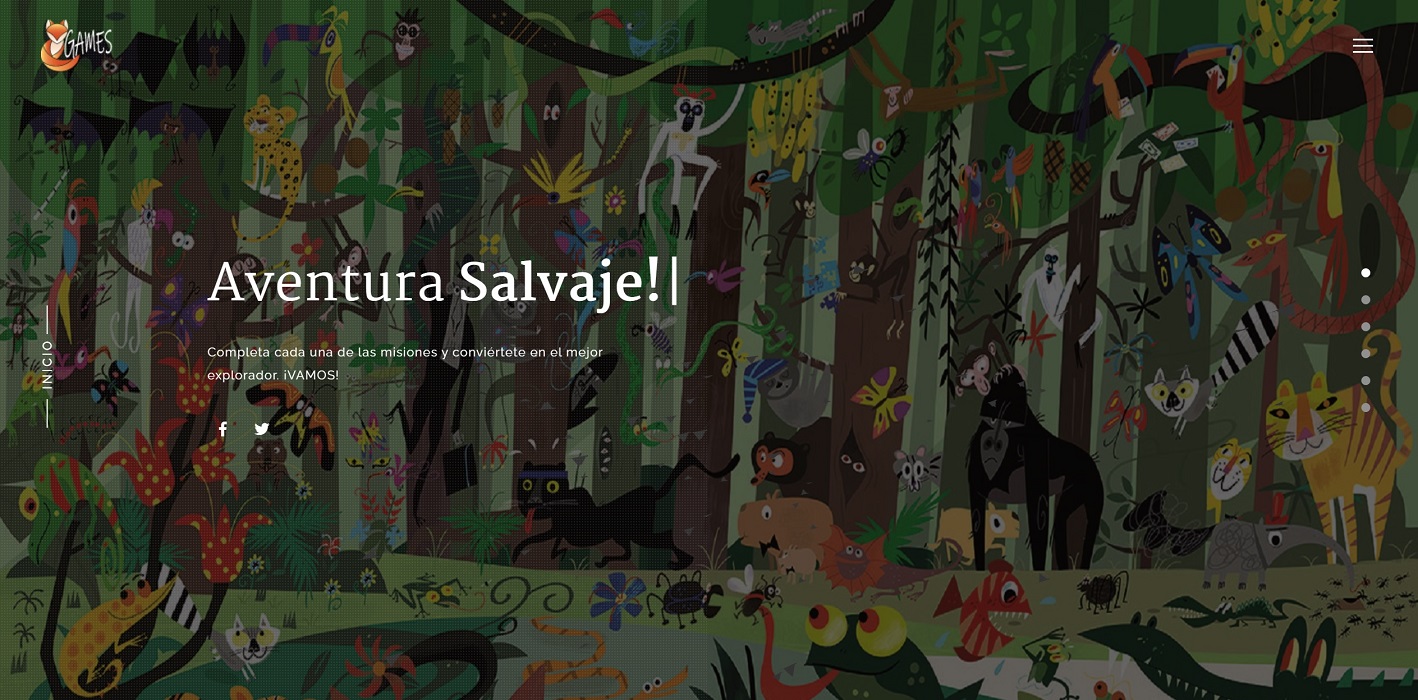 GAMES
Aventura Salvaje!|
INICIO
Completa cada una de las misiones y conviértete en el mejor
explorador. ¡VAMOS!